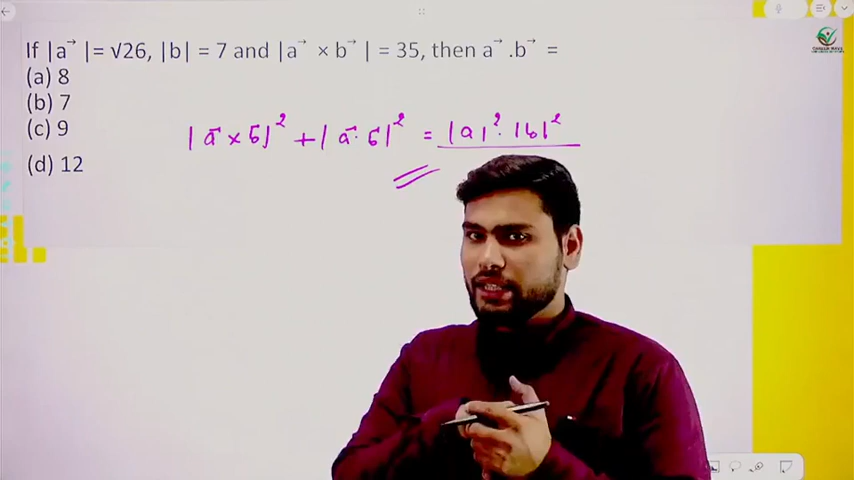 If |a⃗ |= √26, |b| = 7 and |a⃗ × b⃗ | = 35, then a⃗ .b⃗ =
(a) 8
(b) 7
(c) 9
(d) 12
|a⃗ × b̄|² + |a⃗ · b̄|² = |a|² · |b|²